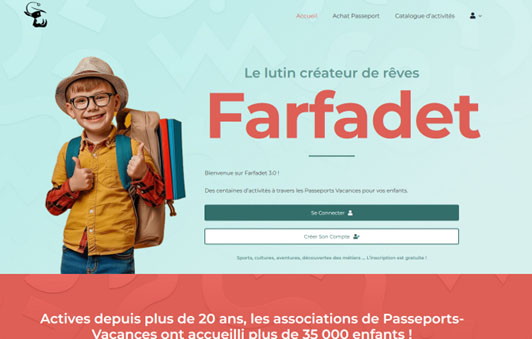 Accueil Achat Passeport Catalogue d'activités
Le lutin créateur de rêves
Farfadet
Bienvenue sur Farfadet 3.0 !
Des centaines d'activités à travers les Passeports Vacances pour vos enfants.
Se Connecter
Créer Son Compte
Sports, cultures, aventures, découvertes des métiers ... L'inscription est gratuite !
Actives depuis plus de 20 ans, les associations de Passeports-
Vacances ont accueilli plus de 35 000 enfants !